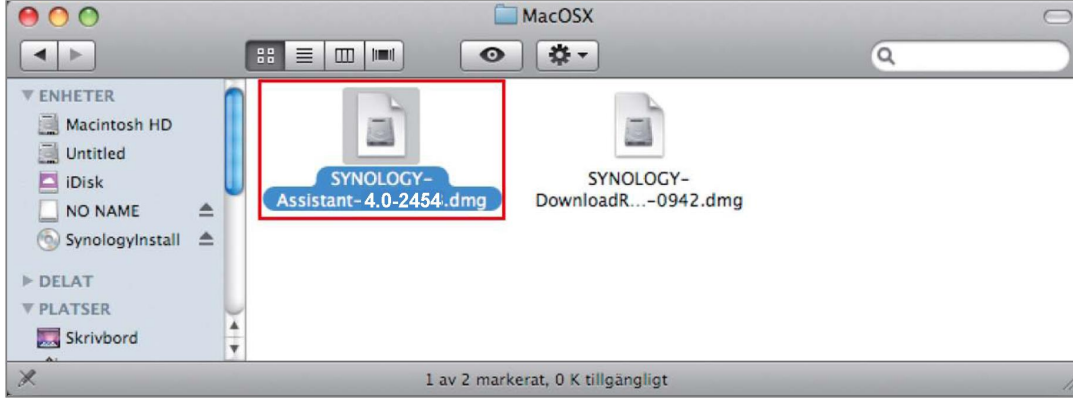 MacOSX
ENHETER
Macintosh HD
Untitled
iDisk
NO NAME
SynologyInstall
DELAT
PLATSER
Skrivbord
SYNOLOGY-
Assistant-4.0-2454.dmg
SYNOLOGY-
DownloadR...-0942.dmg
1 av 2 markerat, 0 K tillgängligt